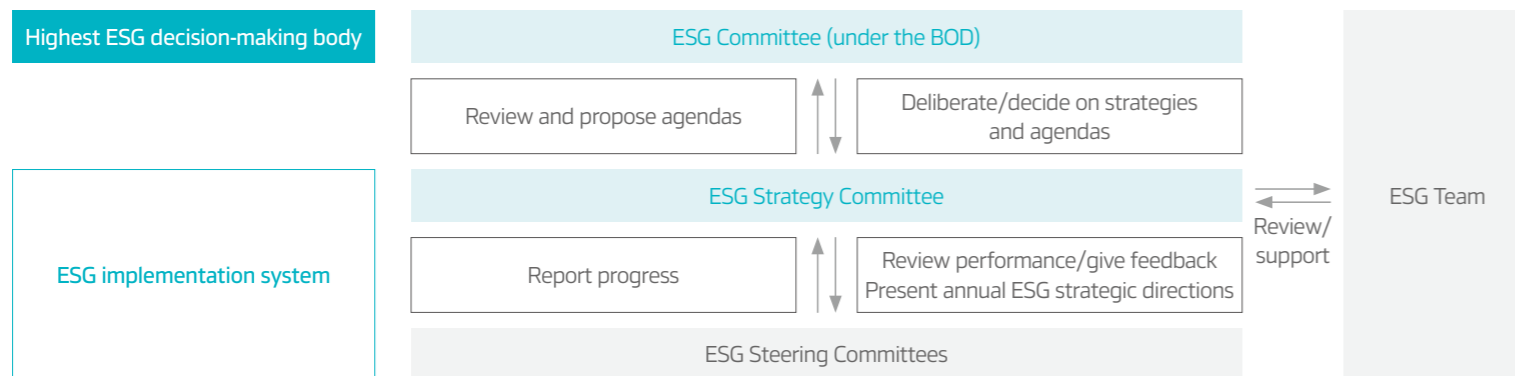 Highest ESG decision-making body
ESG Committee (under the BOD)
Review and propose agendas
Deliberate/decide on strategies
and agendas
ESG Strategy Committee
ESG Team
Review/
support
ESG implementation system
Report progress
Review performance/give feedback
Present annual ESG strategic directions
ESG Steering Committees